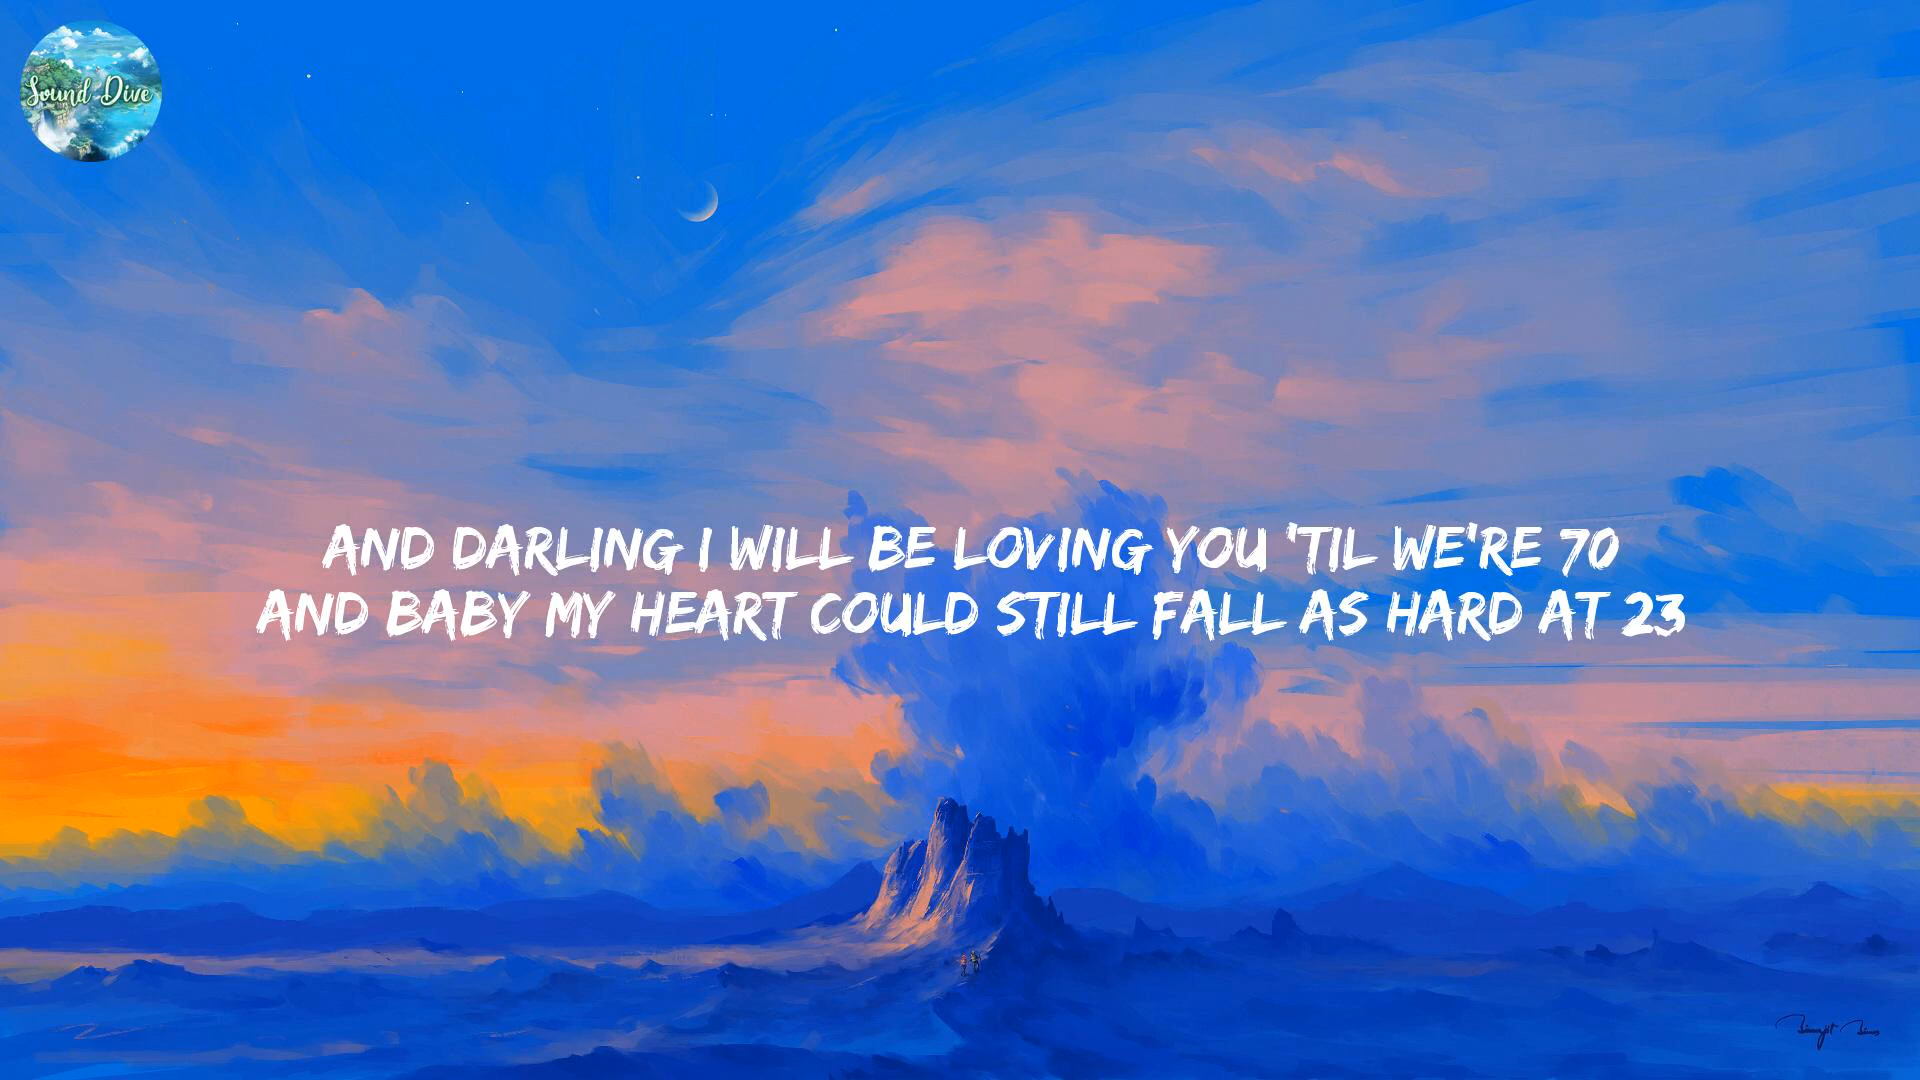 Sound Dive
AND DARLING I WILL BE LOVING YOU 'TIL WE'RE 70
AND BABY MY HEART COULD STILL FALL AS HARD AT 23